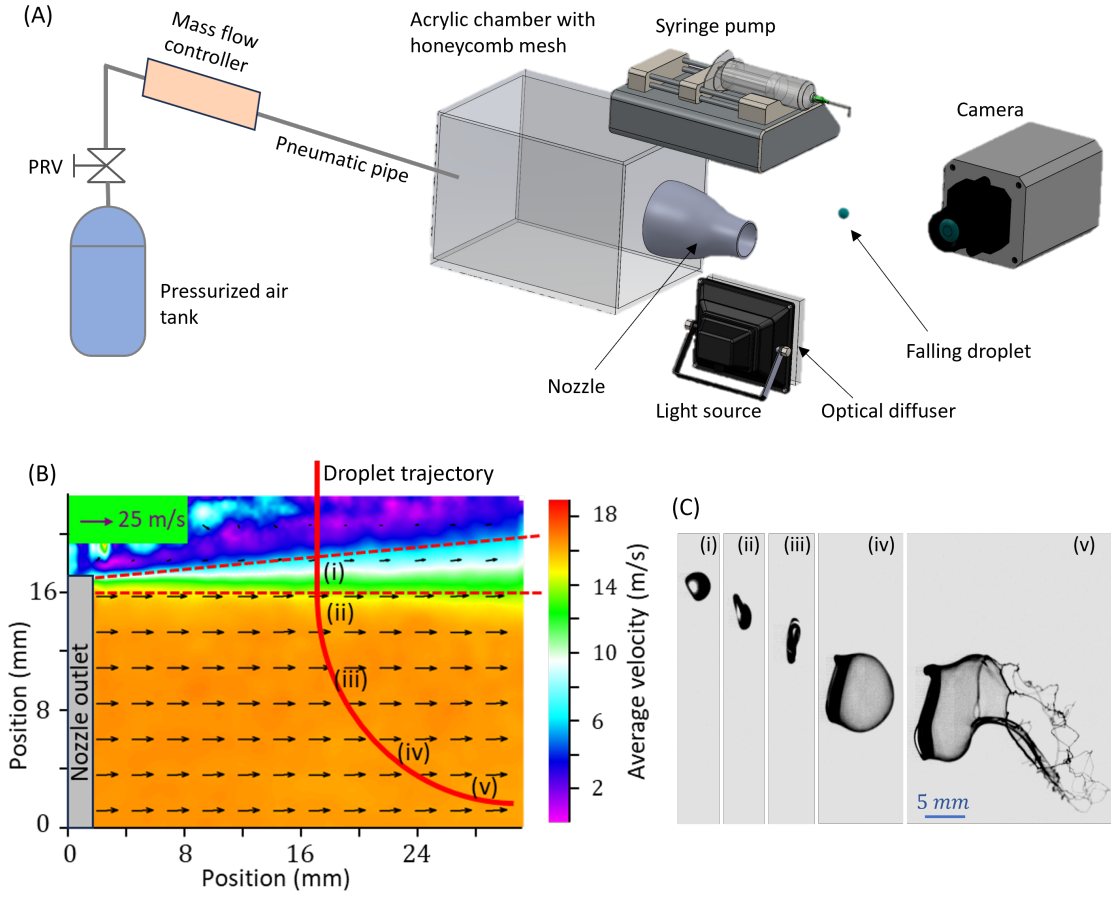 (A)
Mass flow
controller
PRV
Pneumatic pipe
Pressurized air
tank
Acrylic chamber with
honeycomb mesh
Syringe pump
Camera
Falling droplet
Nozzle
Light source
Optical diffuser
(B)
Droplet trajectory
25 m/s
(i)
(ii)
(iii)
(iv)
(v)
Nozzle outlet
Position (mm)
16
8
0
0
8
16
24
Position (mm)
18
14
10
6
2
Average velocity (m/s)
(C)
(i)
(ii)
(iii)
(iv)
(v)
5 mm